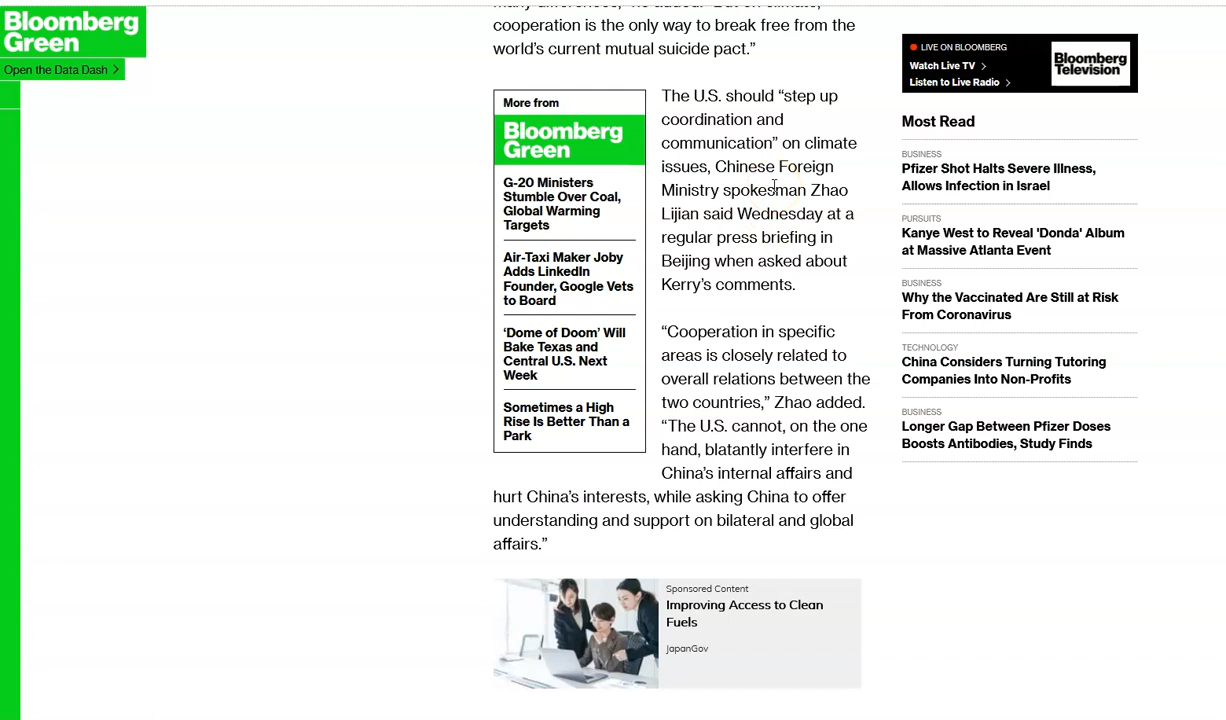 many differences,” he added. “But on climate,
cooperation is the only way to break free from the
world’s current mutual suicide pact.”
Bloomberg
Green
Open the Data Dash
More from
Bloomberg
Green
G-20 Ministers
Stumble Over Coal,
Global Warming
Targets
Air-Taxi Maker Joby
Adds LinkedIn
Founder, Google Vets
to Board
‘Dome of Doom’ Will
Bake Texas and
Central U.S. Next
Week
Sometimes a High
Rise Is Better Than a
Park
The U.S. should “step up
coordination and
communication” on climate
issues, Chinese Foreign
Ministry spokesman Zhao
Lijian said Wednesday at a
regular press briefing in
Beijing when asked about
Kerry’s comments.
“Cooperation in specific
areas is closely related to
overall relations between the
two countries,” Zhao added.
“The U.S. cannot, on the one
hand, blatantly interfere in
China’s internal affairs and
hurt China’s interests, while asking China to offer
understanding and support on bilateral and global
affairs.”
Sponsored Content
Improving Access to Clean
Fuels
JapanGov
LIVE ON BLOOMBERG
Watch Live TV
Listen to Live Radio
Bloomberg
Television
Most Read
BUSINESS
Pfizer Shot Halts Severe Illness,
Allows Infection in Israel
PURSUITS
Kanye West to Reveal 'Donda' Album
at Massive Atlanta Event
BUSINESS
Why the Vaccinated Are Still at Risk
From Coronavirus
TECHNOLOGY
China Considers Turning Tutoring
Companies Into Non-Profits
BUSINESS
Longer Gap Between Pfizer Doses
Boosts Antibodies, Study Finds